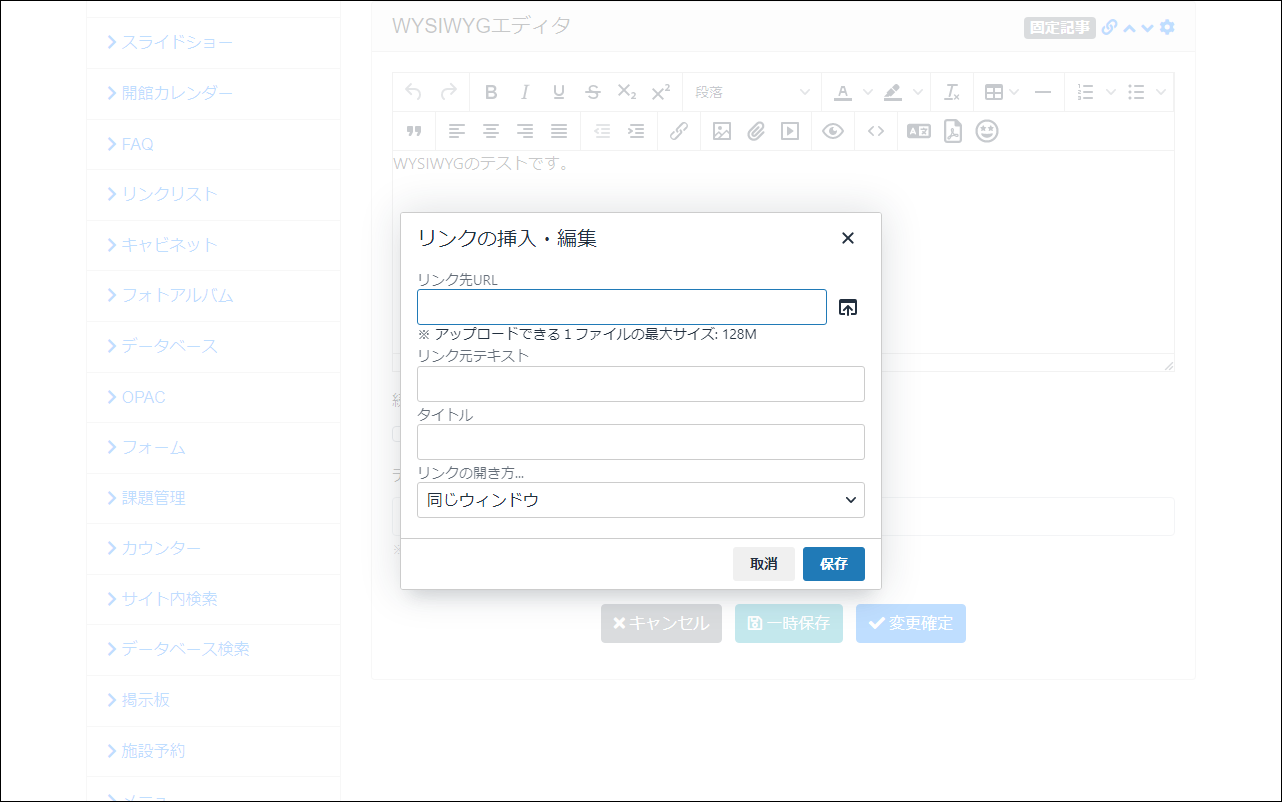 スライドショー
開館カレンダー
FAQ
リンクリスト
キャビネット
フォトアルバム
データベース
OPAC
フォーム
課題管理
カウンター
サイト内検索
データベース検索
掲示板
施設予約
WYSIWYGエディタ
固定記事
段落
WYSIWYGのテストです。
リンクの挿入・編集
リンク先URL
※ アップロードできる１ファイルの最大サイズ: 128M
リンク元テキスト
タイトル
リンクの開き方...
同じウィンドウ
取消
保存
キャンセル
一時保存
変更確定